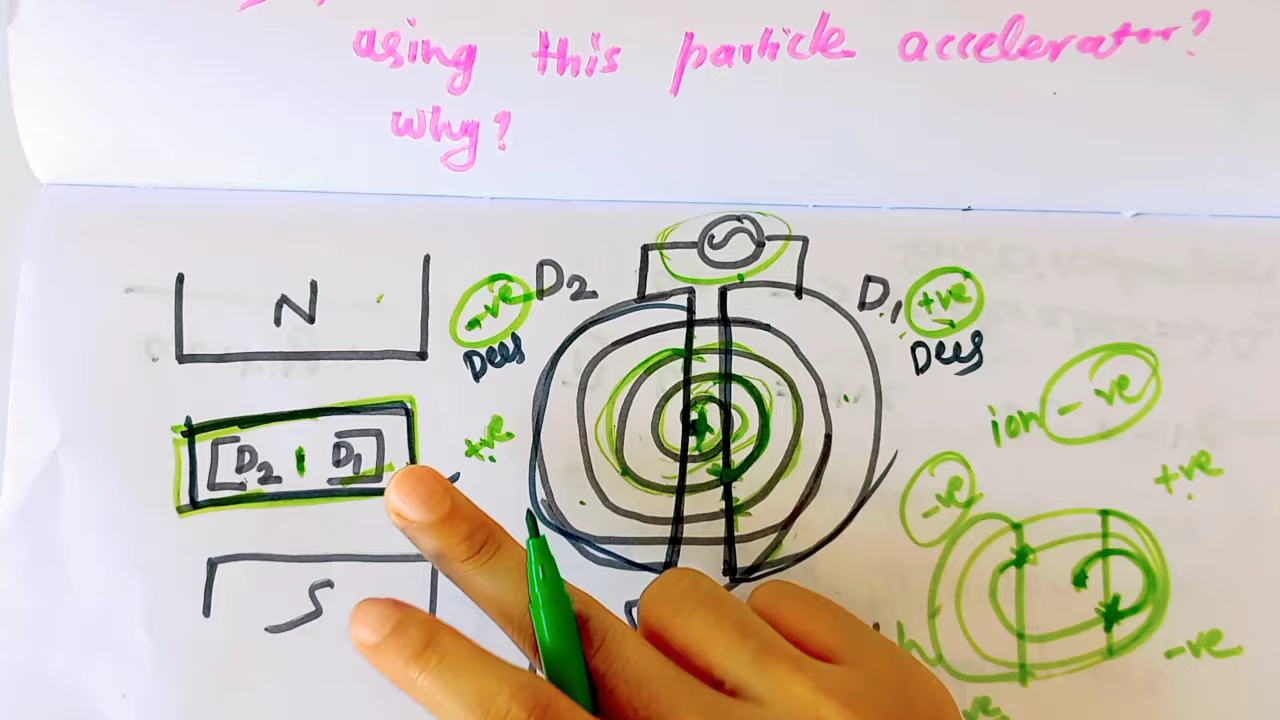 using this particle accelerator?
why?
N
D2
-ve
Dees
D1
+ve
Dees
ion -ve
+ve
D2 D1
+ve
-ve
S
-ve
ve